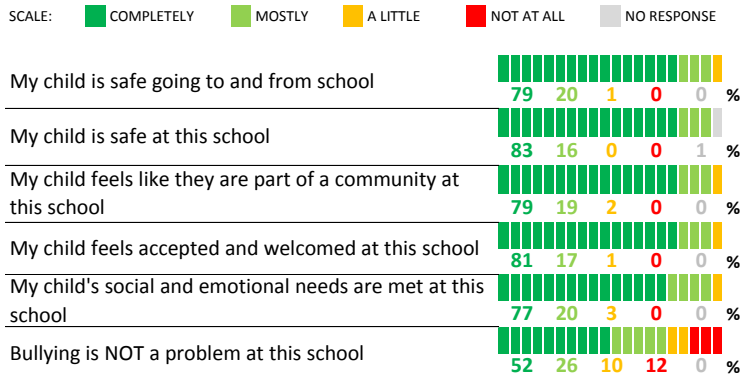 SCALE: COMPLETELY MOSTLY A LITTLE NOT AT ALL NO RESPONSE
My child is safe going to and from school
79 20 1 0 0 %
My child is safe at this school
83 16 0 0 1 %
My child feels like they are part of a community at
this school
79 19 2 0 0 %
My child feels accepted and welcomed at this school
81 17 1 0 0 %
My child's social and emotional needs are met at this
school
77 20 3 0 0 %
Bullying is NOT a problem at this school
52 26 10 12 0 %